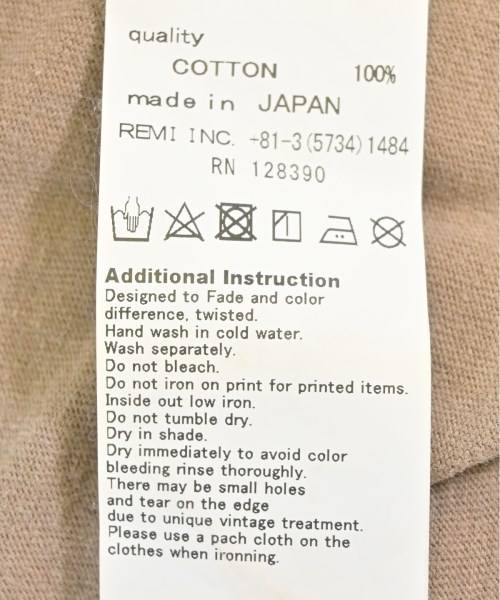 quality
COTTON 100%
made in JAPAN
REMI INC. +81-3(5734)1484
RN 128390
Additional Instruction
Designed to Fade and color
difference, twisted.
Hand wash in cold water.
Wash separately.
Do not bleach.
Do not iron on print for printed items.
Inside out low iron.
Do not tumble dry.
Dry in shade.
Dry immediately to avoid color
bleeding rinse thoroughly.
There may be small holes
and tear on the edge
due to unique vintage treatment.
Please use a pach cloth on the
clothes when ironning.